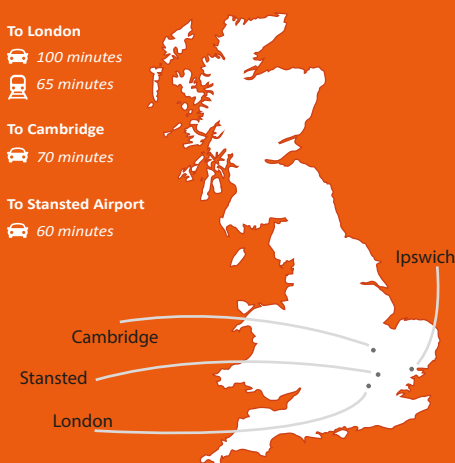 To London
100 minutes
65 minutes
To Cambridge
70 minutes
To Stansted Airport
60 minutes
Ipswich
Cambridge
Stansted
London